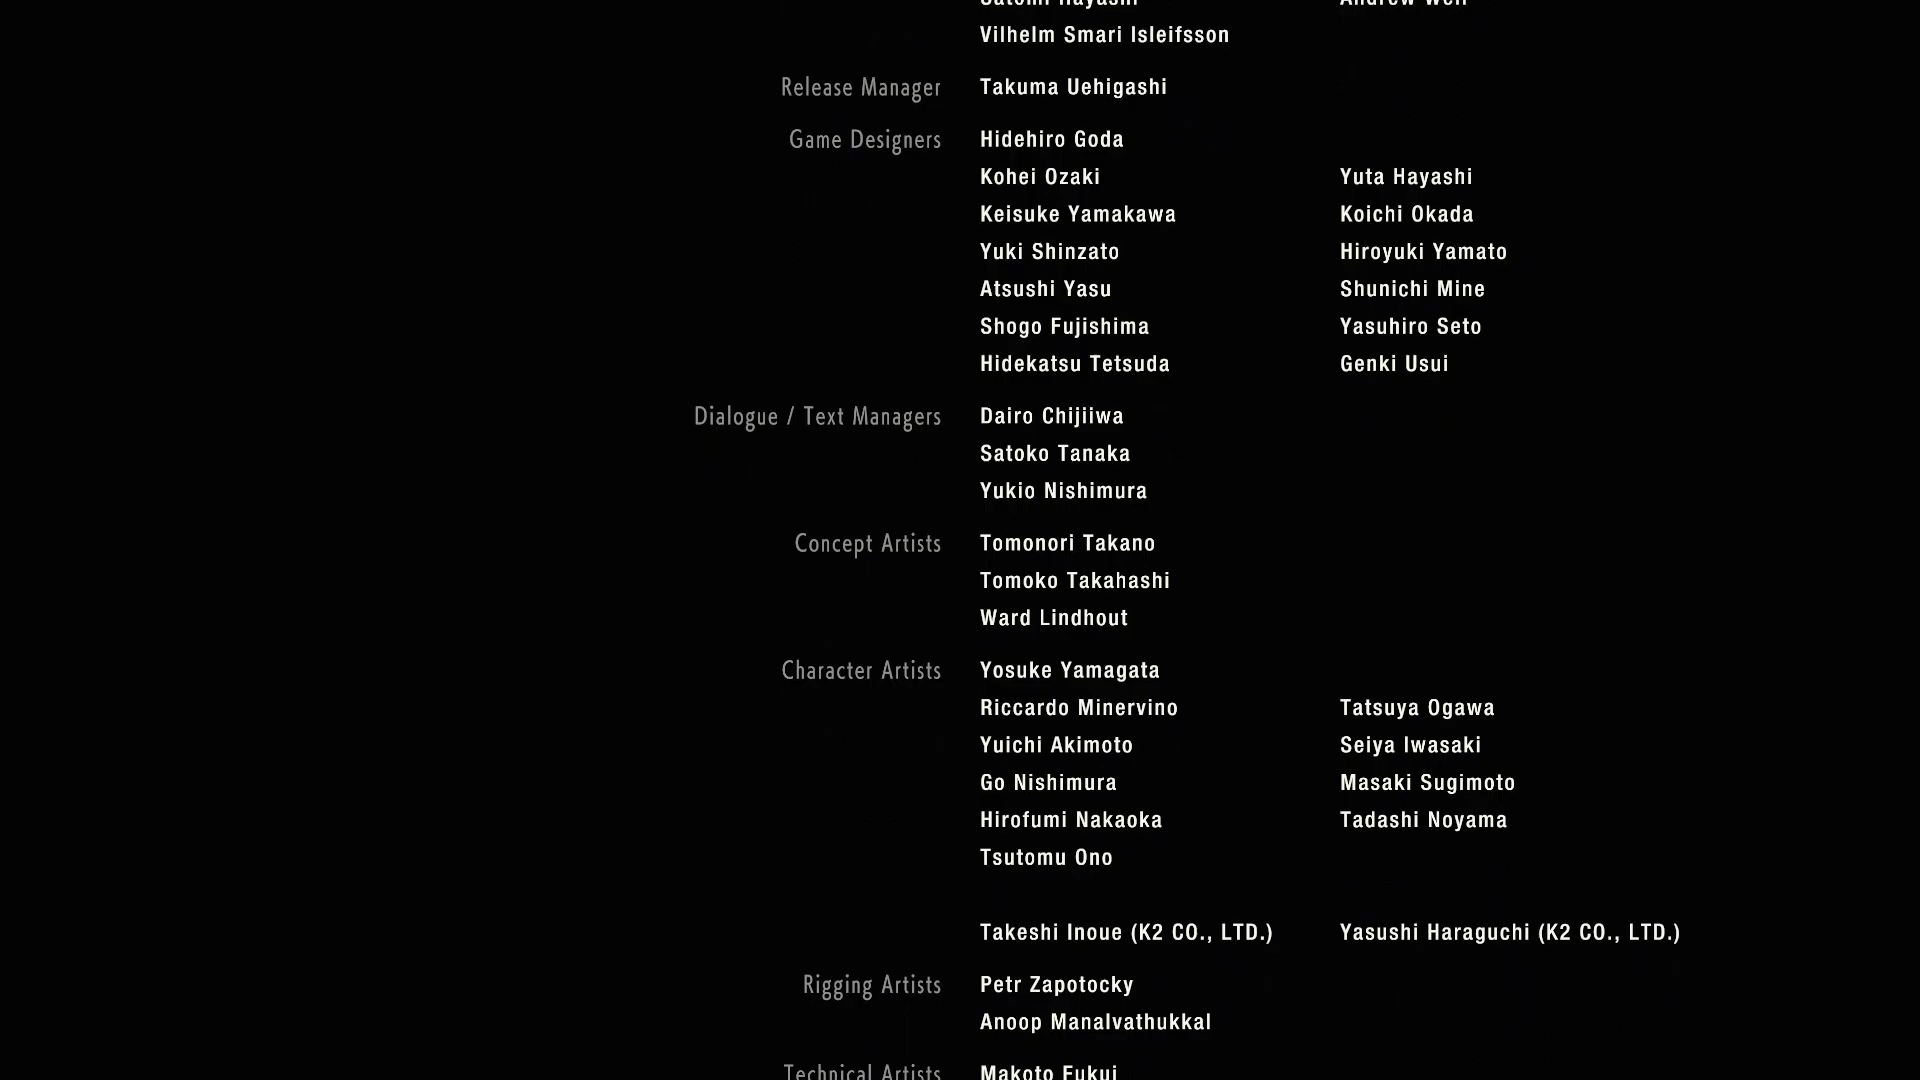 Satomi Hayashi Andrew Weil
Vilhelm Smari Isleifsson
Release Manager Takuma Uehigashi
Game Designers Hidehiro Goda
Kohei Ozaki Yuta Hayashi
Keisuke Yamakawa Koichi Okada
Yuki Shinzato Hiroyuki Yamato
Atsushi Yasu Shunichi Mine
Shogo Fujishima Yasuhiro Seto
Hidekatsu Tetsuda Genki Usui
Dialogue / Text Managers Dairo Chijiiwa
Satoko Tanaka
Yukio Nishimura
Concept Artists Tomonori Takano
Tomoko Takahashi
Ward Lindhout
Character Artists Yosuke Yamagata
Riccardo Minervino Tatsuya Ogawa
Yuichi Akimoto Seiya Iwasaki
Go Nishimura Masaki Sugimoto
Hirofumi Nakaoka Tadashi Noyama
Tsutomu Ono
Takeshi Inoue (K2 CO., LTD.) Yasushi Haraguchi (K2 CO., LTD.)
Rigging Artists Petr Zapotocky
Anoop Manalvathukkal
Technical Artists Makoto Fukui